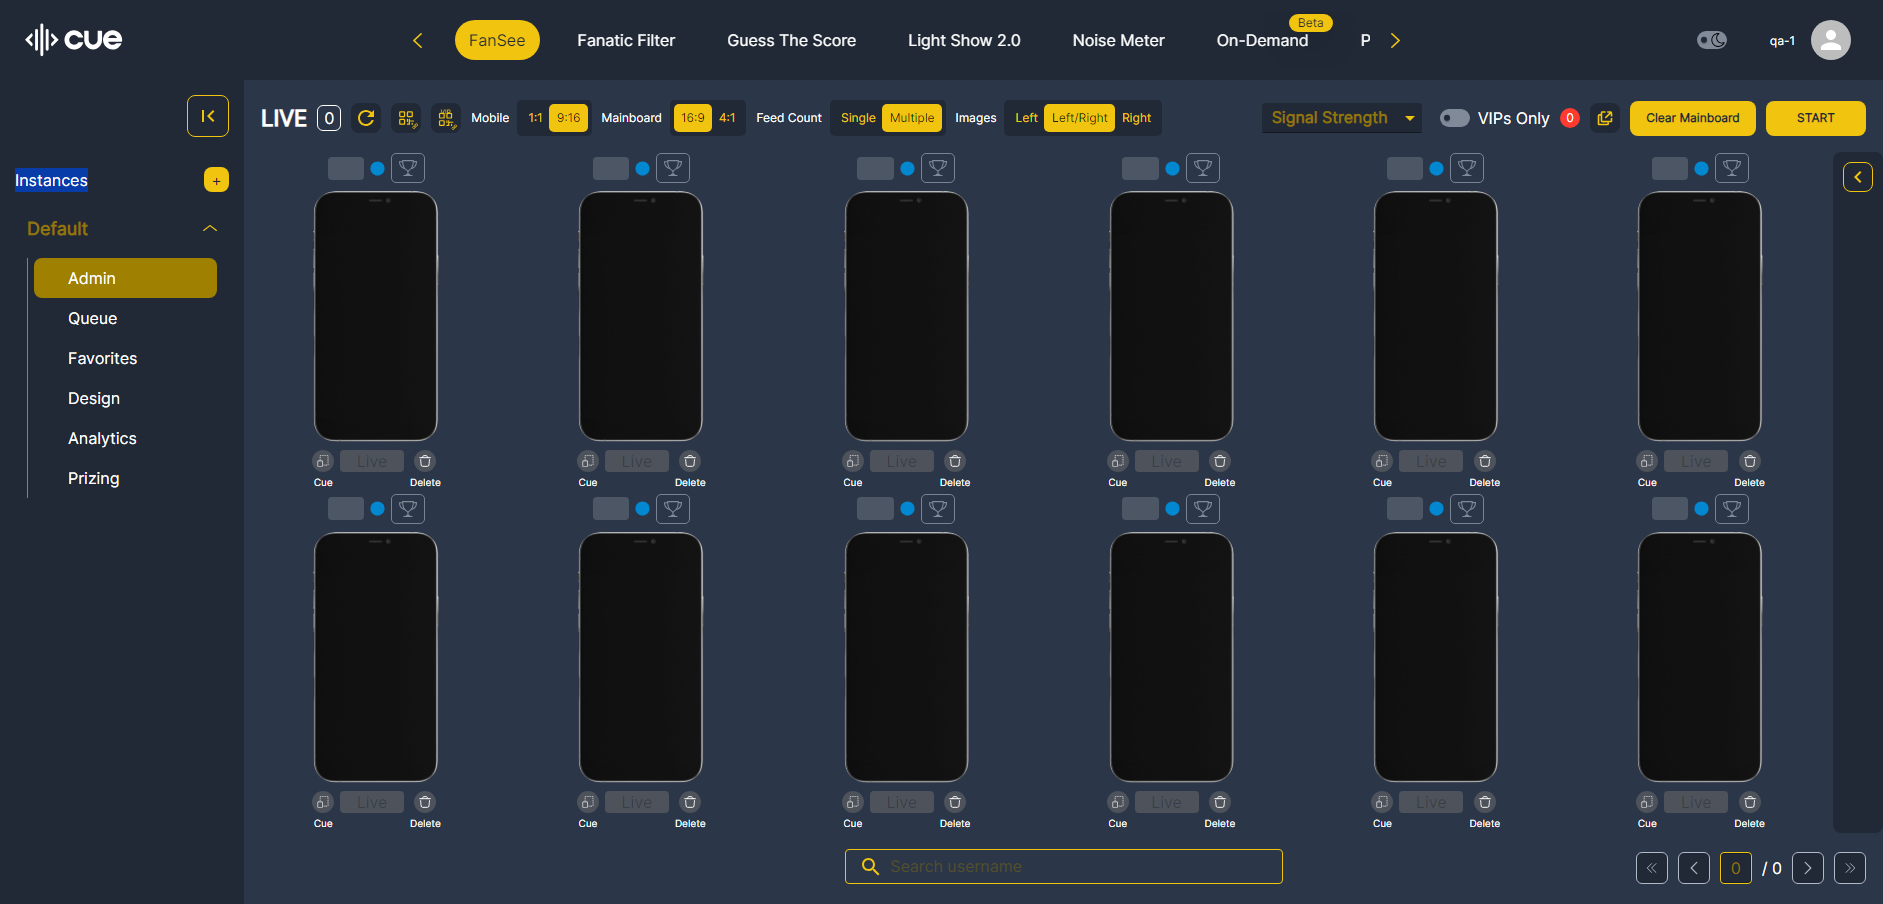 cue
FanSee
Fanatic Filter
Guess The Score
Light Show 2.0
Noise Meter
On-Demand
Beta
P
qa-1
Instances
+
Default
Admin
Queue
Favorites
Design
Analytics
Prizing
LIVE 0
Mobile 1:1 9:16
Mainboard 16:9 4:1
Feed Count Single Multiple
Images Left Left/Right Right
Signal Strength
VIPs Only 0
Clear Mainboard
START
Live Live Live Live Live Live
Cue Delete Cue Delete Cue Delete Cue Delete Cue Delete Cue Delete
Live Live Live Live Live Live
Cue Delete Cue Delete Cue Delete Cue Delete Cue Delete Cue Delete
Search username
0 / 0